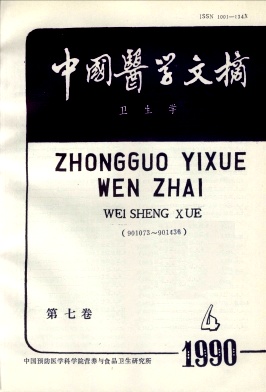 ISSN 1001-1343
中國醫学文摘
卫生学
ZHONGGUO YIXUE
WEN ZHAI
WEI SHENG XUE
(901073~901436)
第七卷
4
1990
中国预防医学科学院营养与食品卫生研究所